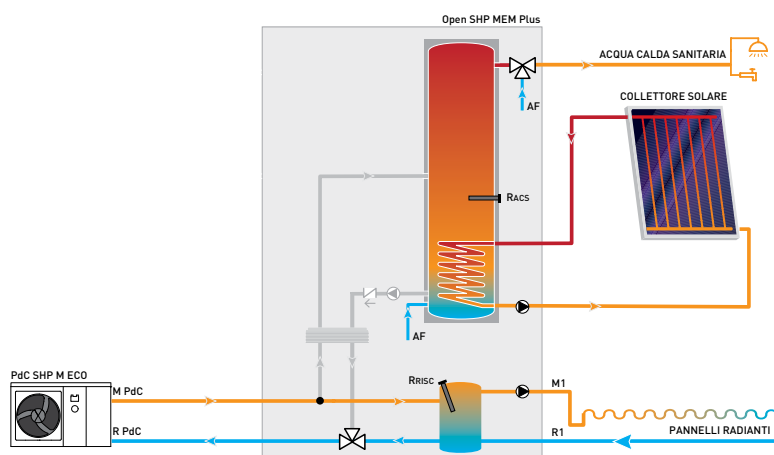 Open SHP MEM Plus
ACQUA CALDA SANITARIA
AF
COLLETTORE SOLARE
RACS
AF
PdC SHP M ECO
M PdC
RRISC
M1
R PdC
R1
PANNELLI RADIANTI